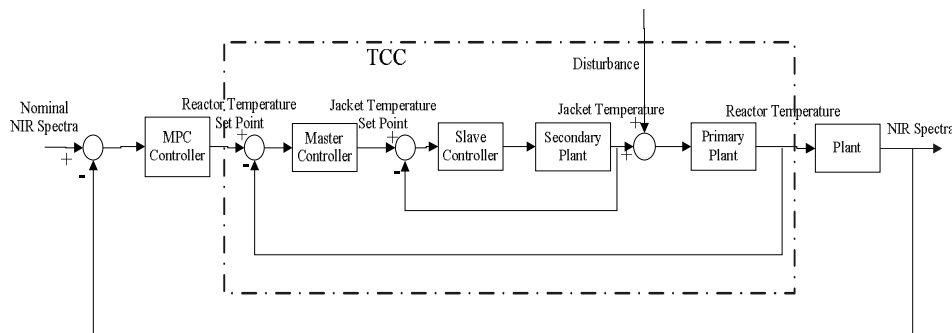 TCC
Disturbance
Nominal
NIR Spectra
+
-
MPC
Controller
Reactor Temperature
Set Point
+
-
Master
Controller
Jacket Temperature
Set Point
+
-
Slave
Controller
Secondary
Plant
Jacket Temperature
+
+
Primary
Plant
Reactor Temperature
Plant
NIR Spectra